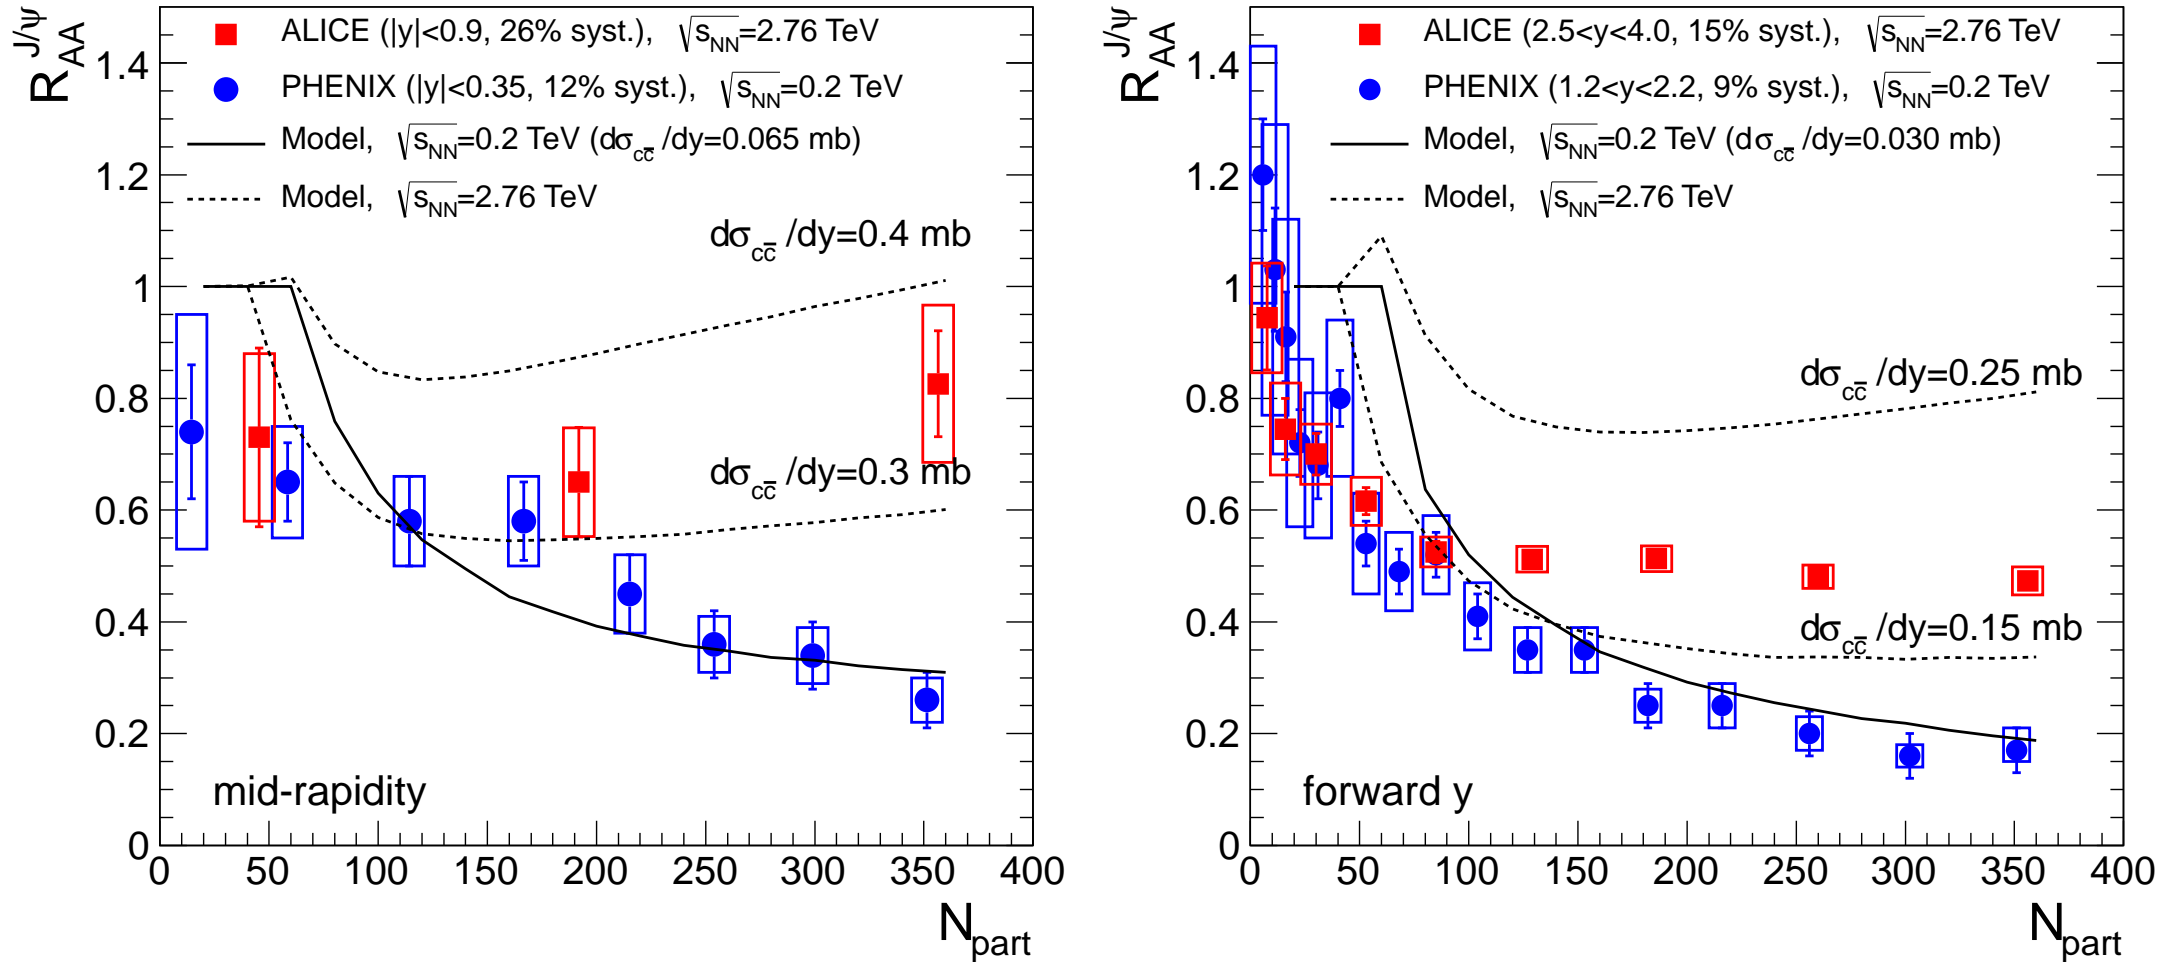 R_AA^J/ψ
ALICE (|y|<0.9, 26% syst.), √s_NN=2.76 TeV
PHENIX (|y|<0.35, 12% syst.), √s_NN=0.2 TeV
Model, √s_NN=0.2 TeV (dσ_cc̄ /dy=0.065 mb)
Model, √s_NN=2.76 TeV
dσ_cc̄ /dy=0.4 mb
dσ_cc̄ /dy=0.3 mb
mid-rapidity
1.4
1.2
1
0.8
0.6
0.4
0.2
0
0 50 100 150 200 250 300 350 400
N_part
R_AA^J/ψ
ALICE (2.5<y<4.0, 15% syst.), √s_NN=2.76 TeV
PHENIX (1.2<y<2.2, 9% syst.), √s_NN=0.2 TeV
Model, √s_NN=0.2 TeV (dσ_cc̄ /dy=0.030 mb)
Model, √s_NN=2.76 TeV
dσ_cc̄ /dy=0.25 mb
dσ_cc̄ /dy=0.15 mb
forward y
1.4
1.2
1
0.8
0.6
0.4
0.2
0
0 50 100 150 200 250 300 350 400
N_part